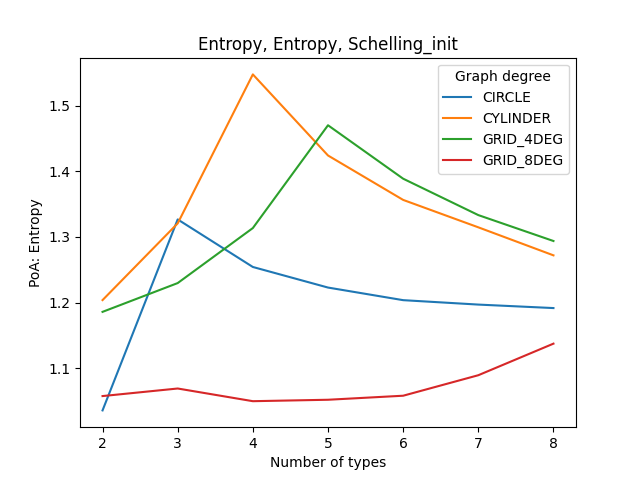 Entropy, Entropy, Schelling_init
Graph degree
CIRCLE
CYLINDER
GRID_4DEG
GRID_8DEG
PoA: Entropy
1.5
1.4
1.3
1.2
1.1
2 3 4 5 6 7 8
Number of types